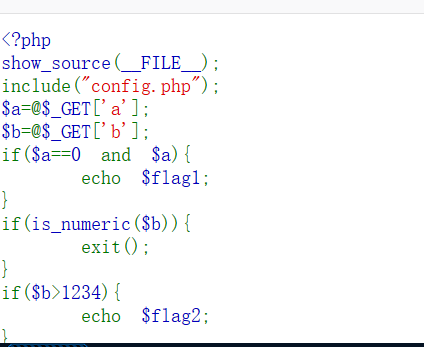 <?php
show_source(__FILE__);
include("config.php");
$a=@$_GET['a'];
$b=@$_GET['b'];
if($a==0 and $a){
echo $flag1;
}
if(is_numeric($b)){
exit();
}
if($b>1234){
echo $flag2;
}